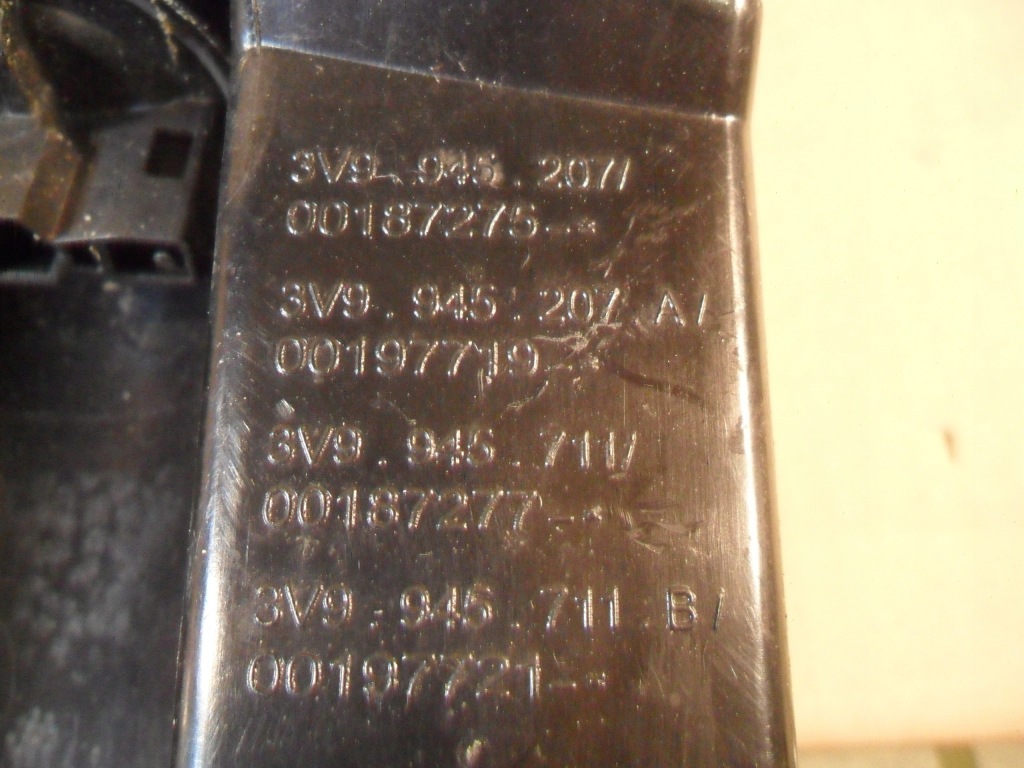 3V9 .945 . 207/
00187275--*
3V9 . 945 . 207 A/
00197719--*
3V9 . 945 . 711/
00187277--*
3V9 . 945 . 711 B/
00197721--*